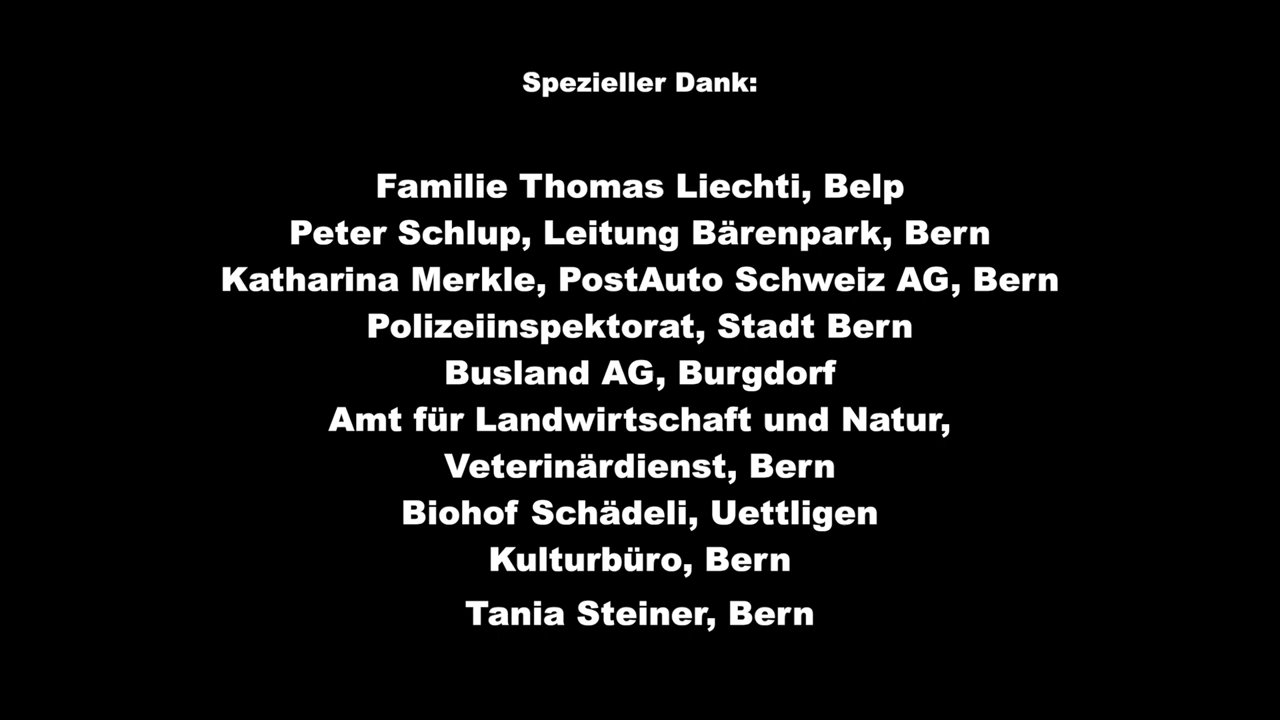 Spezieller Dank:
Familie Thomas Liechti, Belp
Peter Schlup, Leitung Bärenpark, Bern
Katharina Merkle, PostAuto Schweiz AG, Bern
Polizeiinspektorat, Stadt Bern
Busland AG, Burgdorf
Amt für Landwirtschaft und Natur,
Veterinärdienst, Bern
Biohof Schädeli, Uettligen
Kulturbüro, Bern
Tania Steiner, Bern